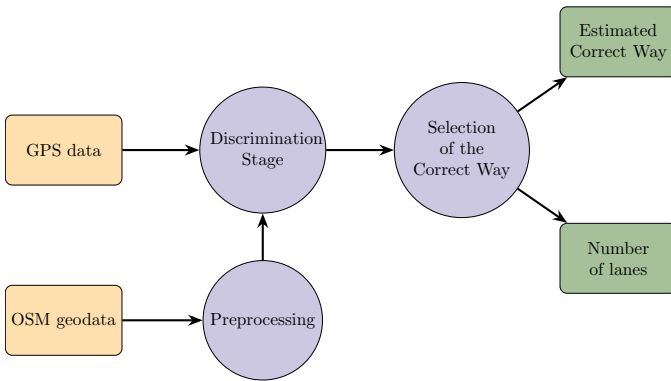 Estimated
Correct Way
GPS data
Discrimination
Stage
Selection
of the
Correct Way
Number
of lanes
OSM geodata
Preprocessing